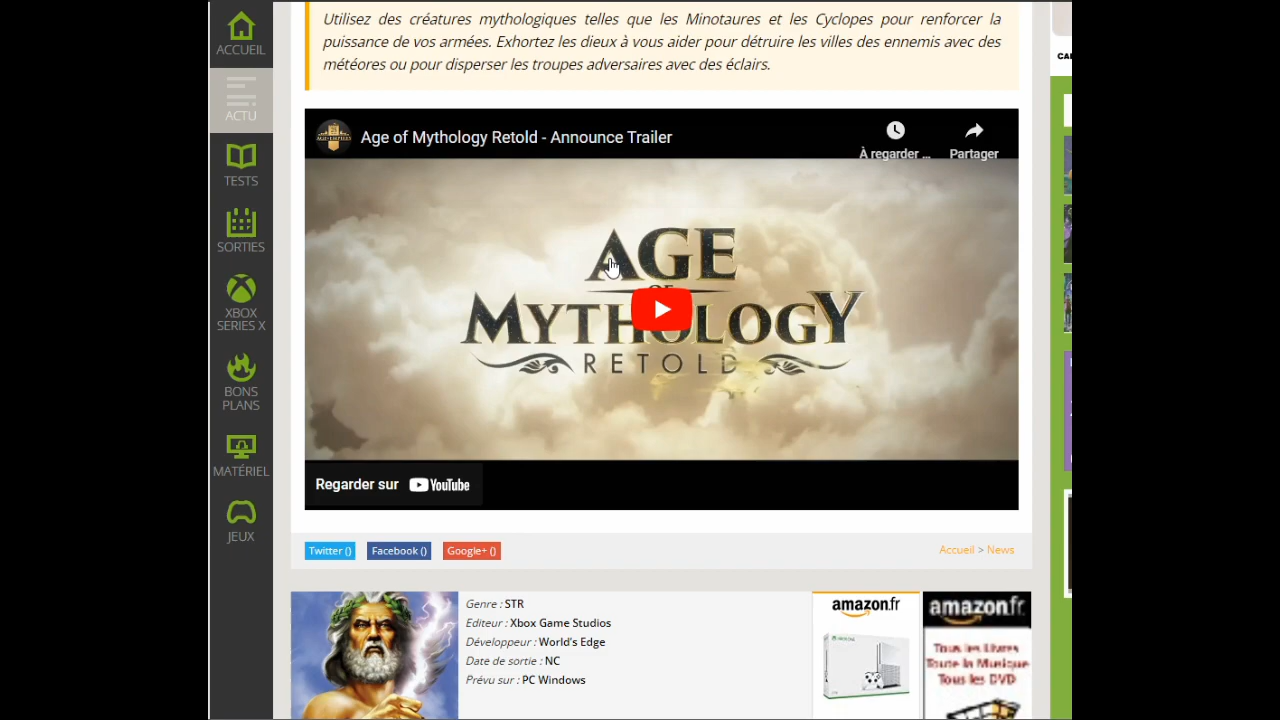 Utilisez des créatures mythologiques telles que les Minotaures et les Cyclopes pour renforcer la
puissance de vos armées. Exhortez les dieux à vous aider pour détruire les villes des ennemis avec des
météores ou pour disperser les troupes adversaires avec des éclairs.
ACCUEIL
ACTU
TESTS
SORTIES
XBOX
SERIES X
BONS
PLANS
MATÉRIEL
JEUX
Age of Mythology Retold - Announce Trailer
À regarder ...
Partager
AGE
OF
MYTHOLOGY
RETOLD
Regarder sur YouTube
Twitter () Facebook () Google+ ()
Accueil > News
Genre : STR
Editeur : Xbox Game Studios
Développeur : World's Edge
Date de sortie : NC
Prévu sur : PC Windows
amazon.fr
amazon.fr
Tous les Livres
Toute la Musique
Tous les DVD